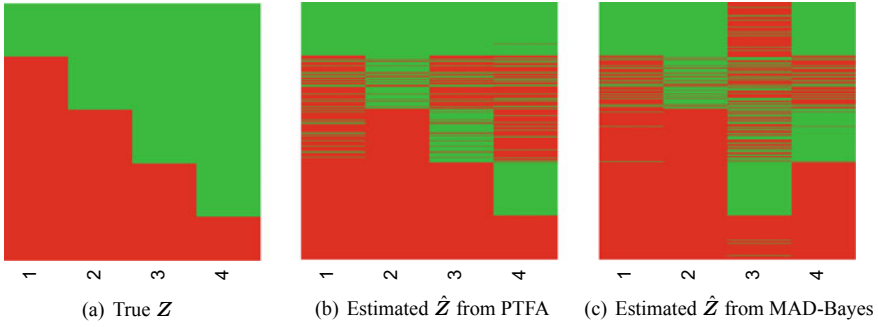 1 2 3 4
1 2 3 4
1 2 3 4
(a) True Z
(b) Estimated Ẑ from PTFA
(c) Estimated Ẑ from MAD-Bayes